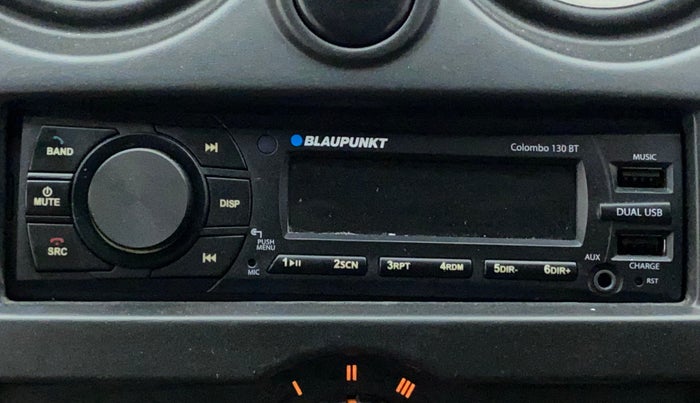 BLAUPUNKT
Colombo 130 BT
BAND
MUTE
SRC
DISP
PUSH
MENU
MIC
1 2SCN
3RPT 4RDM
5DIR- 6DIR+
AUX
MUSIC
DUAL USB
CHARGE
RST